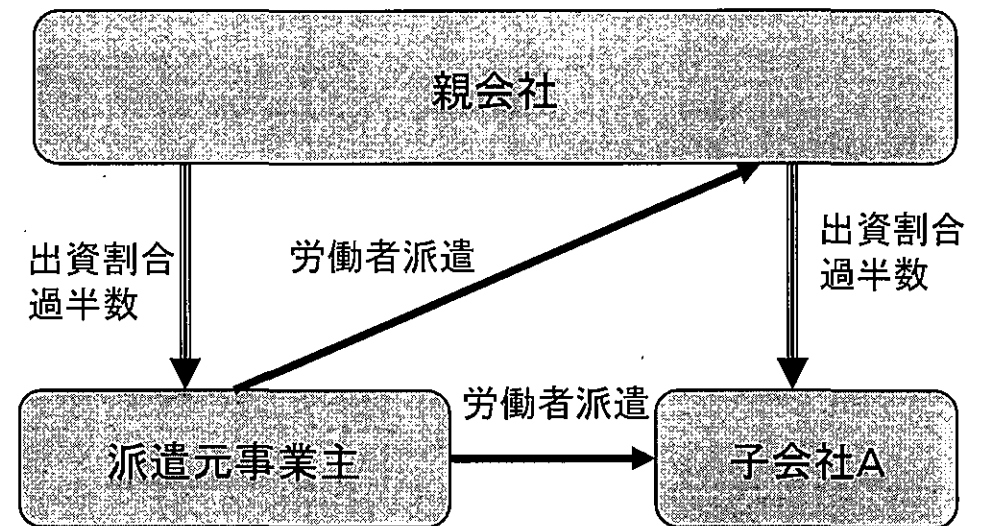 親会社
出資割合
過半数
労働者派遣
出資割合
過半数
労働者派遣
派遣元事業主
子会社A